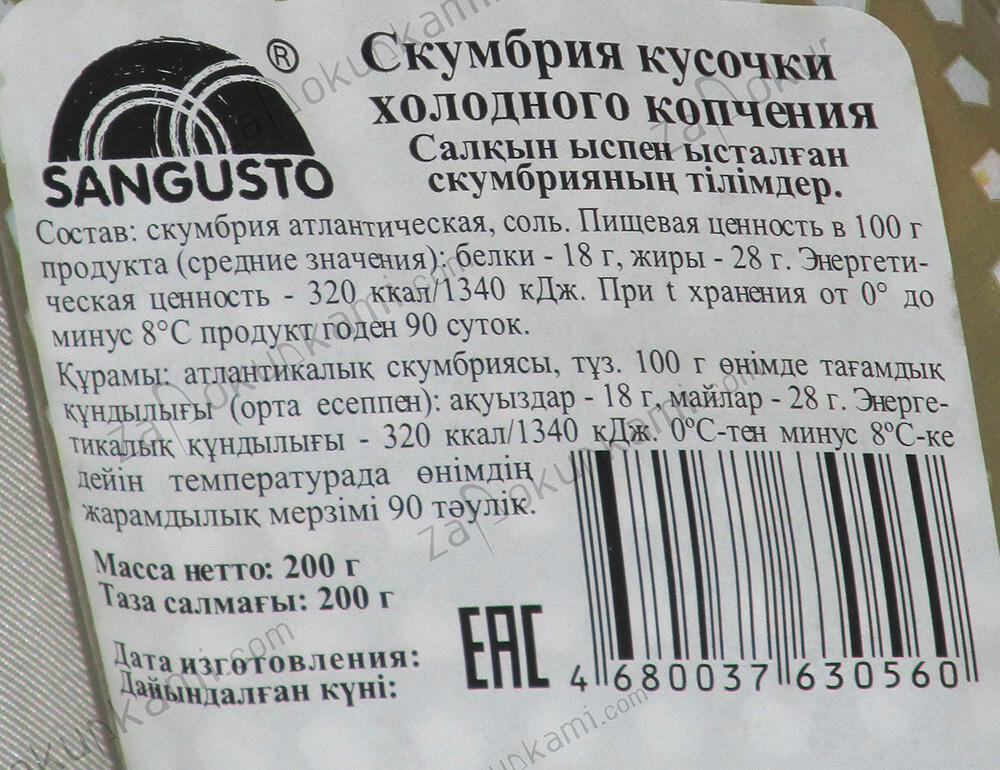 ®
SANGUSTO
Скумбрия кусочки
холодного копчения
Салқын ыспен ысталған
скумбрияның тілімдер.
Состав: скумбрия атлантическая, соль. Пищевая ценность в 100 г
продукта (средние значения): белки - 18 г, жиры - 28 г. Энергети-
ческая ценность - 320 ккал/1340 кДж. При t хранения от 0° до
минус 8°С продукт годен 90 суток.
Құрамы: атлантикалық скумбриясы, тұз. 100 г өнімде тағамдық
құндылығы (орта есеппен): ақуыздар - 18 г, майлар - 28 г. Энерге-
тикалық құндылығы - 320 ккал/1340 кДж. 0°С-тен минус 8°С-ке
дейін температурада өнімдің
жарамдылық мерзімі 90 тәулік.
Масса нетто: 200 г
Таза салмағы: 200 г
Дата изготовления:
Дайындалған күні:
ЕАС
4 680037 630560